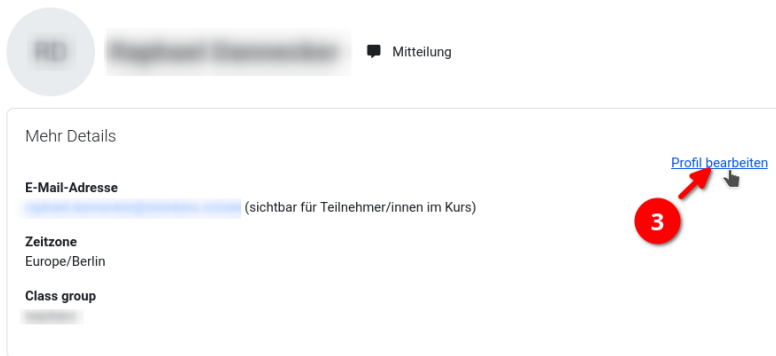 Mitteilung
Mehr Details
Profil bearbeiten
E-Mail-Adresse
(sichtbar für Teilnehmer/innen im Kurs)
3
Zeitzone
Europe/Berlin
Class group